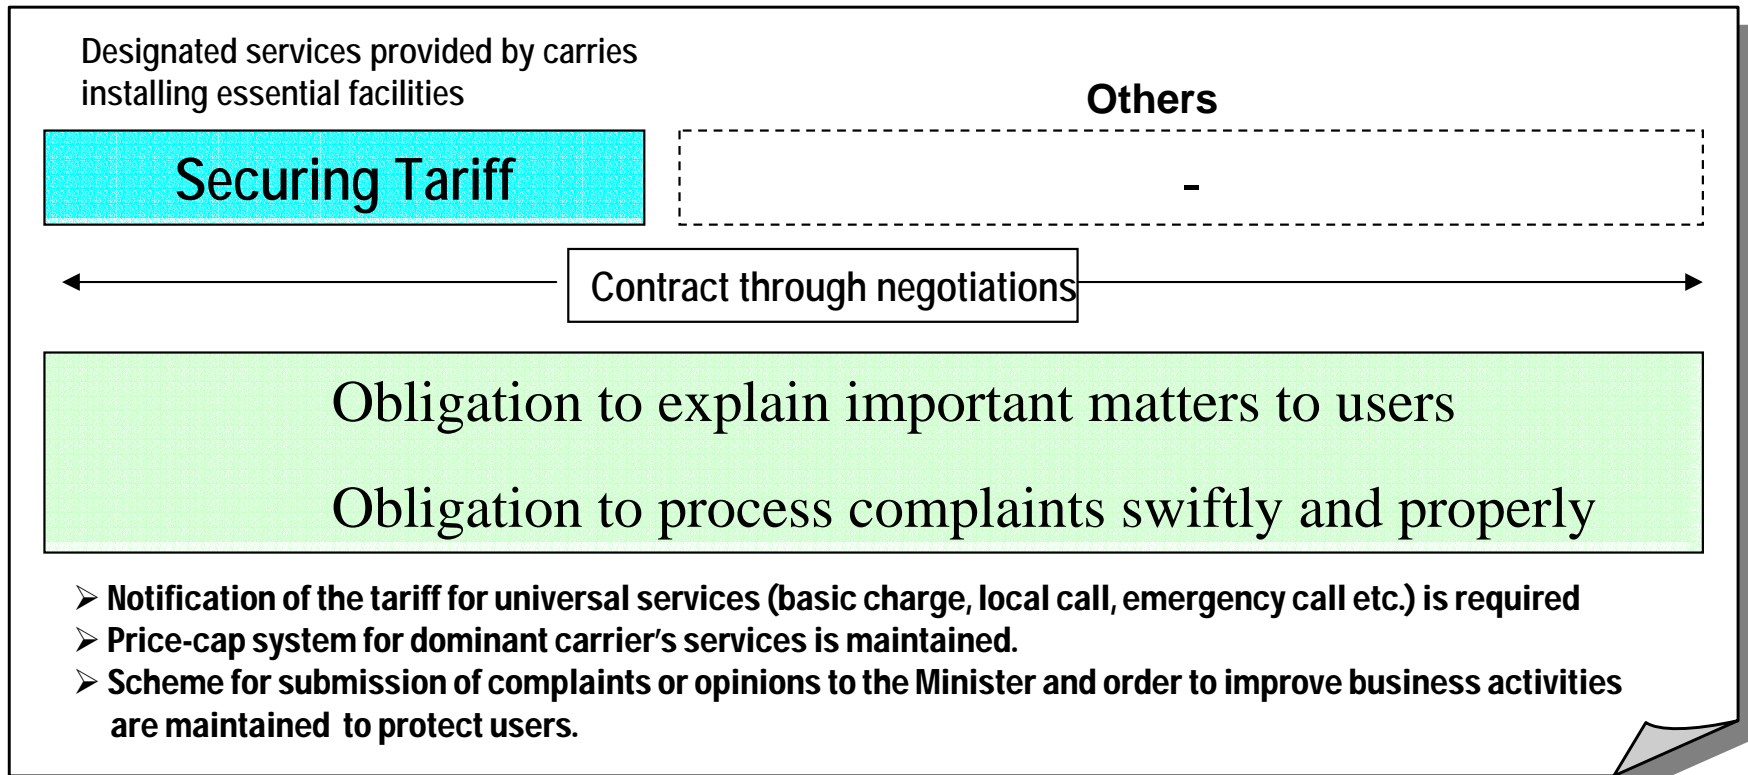 Designated services provided by carries
installing essential facilities
Others
Securing Tariff
-
Contract through negotiations
Obligation to explain important matters to users
Obligation to process complaints swiftly and properly
➢ Notification of the tariff for universal services (basic charge, local call, emergency call etc.) is required
➢ Price-cap system for dominant carrier’s services is maintained.
➢ Scheme for submission of complaints or opinions to the Minister and order to improve business activities
are maintained to protect users.